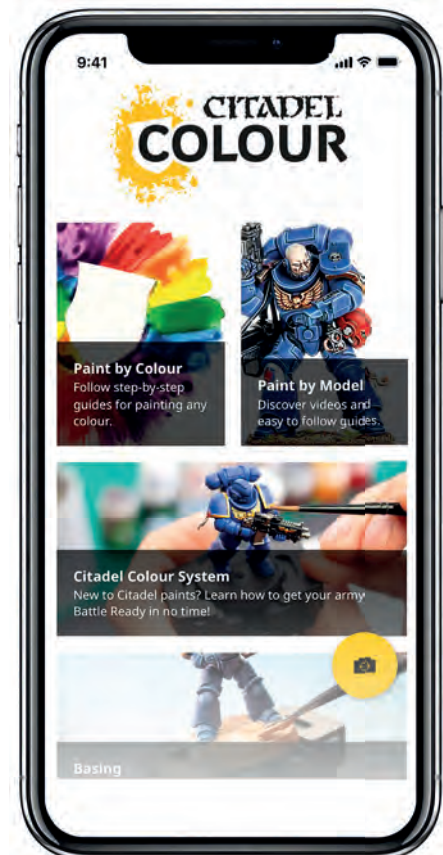 9:41
CITADEL
COLOUR
Paint by Colour
Follow step-by-step
guides for painting any
colour.
Paint by Model
Discover videos and
easy to follow guides.
Citadel Colour System
New to Citadel paints? Learn how to get your army
Battle Ready in no time!
Basing